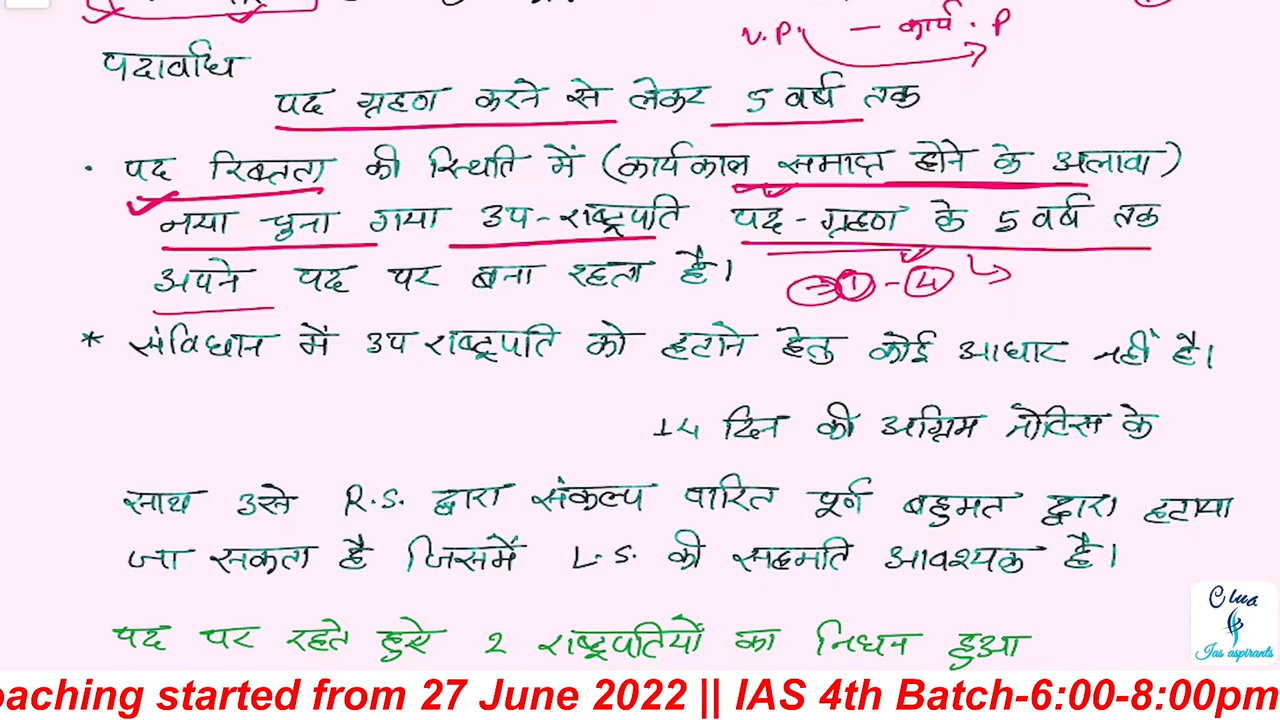 V.P. – कार्य. P
पदावधि
पद ग्रहण करने से लेकर 5 वर्ष तक
· पद रिक्तता की स्थिति में (कार्यकाल समाप्त होने के अलावा)
नया चुना गया उप-राष्ट्रपति पद-ग्रहण के 5 वर्ष तक
अपने पद पर बना रहता है।
1 - 4
* संविधान में उपराष्ट्रपति को हटाने हेतु कोई आधार नहीं है।
14 दिन की अग्रिम नोटिस के
साथ उसे R.S. द्वारा संकल्प पारित पूर्ण बहुमत द्वारा हटाया
जा सकता है जिसमें L.S. की सहमति आवश्यक है।
पद पर रहते हुए 2 राष्ट्रपतियों का निधन हुआ
Clue
Ias aspirants
oaching started from 27 June 2022 || IAS 4th Batch-6:00-8:00pm